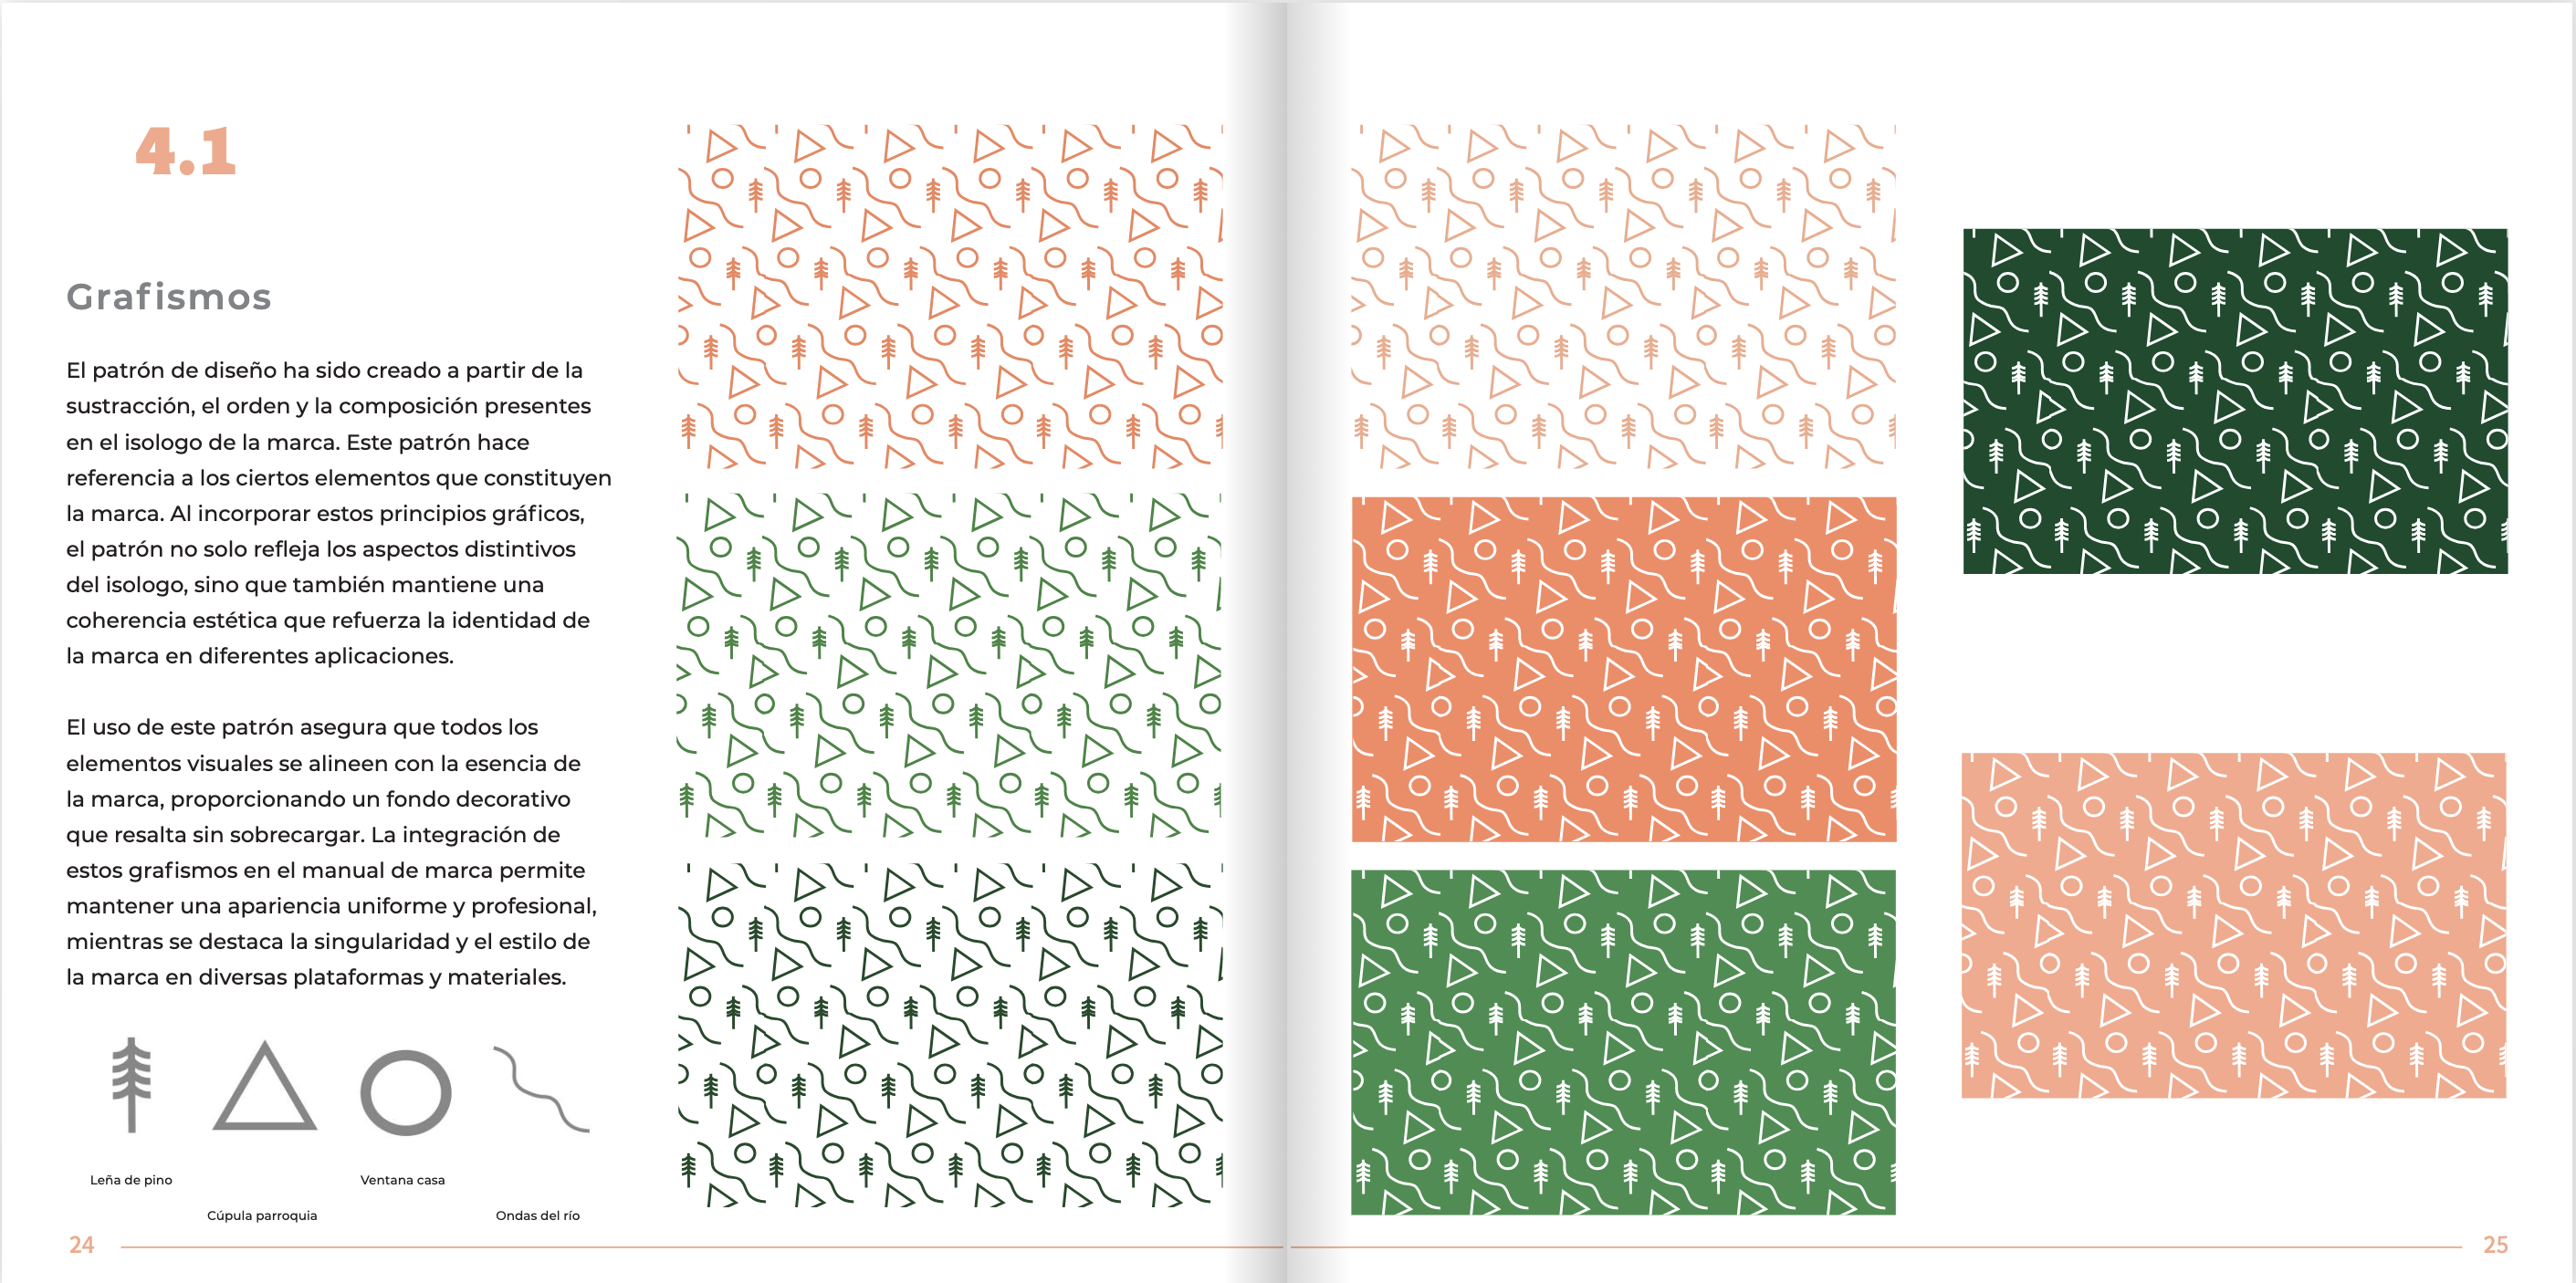 4.1
Grafismos
El patrón de diseño ha sido creado a partir de la
sustracción, el orden y la composición presentes
en el isologo de la marca. Este patrón hace
referencia a los ciertos elementos que constituyen
la marca. Al incorporar estos principios gráficos,
el patrón no solo refleja los aspectos distintivos
del isologo, sino que también mantiene una
coherencia estética que refuerza la identidad de
la marca en diferentes aplicaciones.
El uso de este patrón asegura que todos los
elementos visuales se alineen con la esencia de
la marca, proporcionando un fondo decorativo
que resalta sin sobrecargar. La integración de
estos grafismos en el manual de marca permite
mantener una apariencia uniforme y profesional,
mientras se destaca la singularidad y el estilo de
la marca en diversas plataformas y materiales.
Leña de pino
Cúpula parroquia
Ventana casa
Ondas del río
24
25